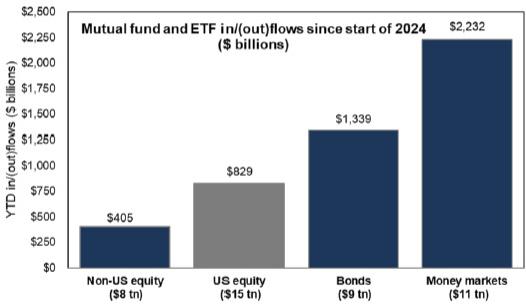 Mutual fund and ETF in/(out)flows since start of 2024
($ billions)
YTD in/(out)flows ($ billions)
$2,500
$2,250
$2,000
$1,750
$1,500
$1,250
$1,000
$750
$500
$250
$0
$405
$829
$1,339
$2,232
Non-US equity
($8 tn)
US equity
($15 tn)
Bonds
($9 tn)
Money markets
($11 tn)